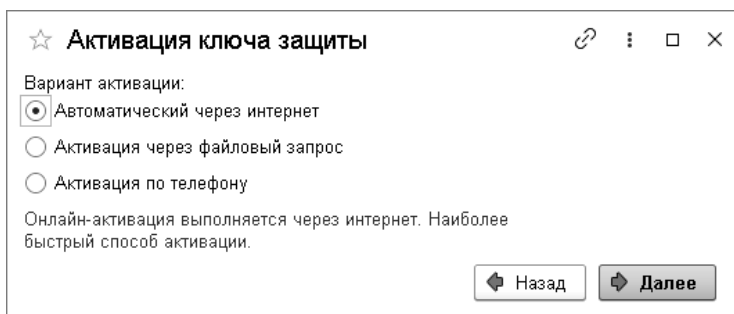 Активация ключа защиты
Вариант активации:
Автоматический через интернет
Активация через файловый запрос
Активация по телефону
Онлайн-активация выполняется через интернет. Наиболее
быстрый способ активации.
Назад Далее